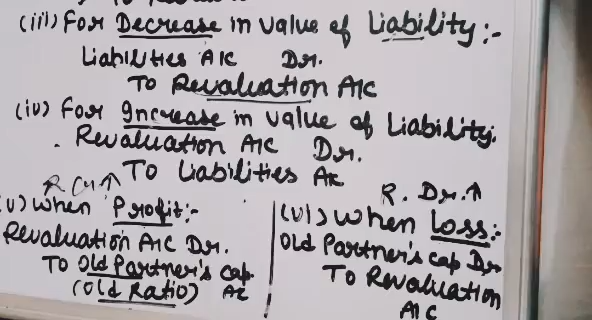 (iii) For Decrease in value of Liability:-
Liabilities A/c Dr.
To Revaluation A/c
(iv) For Increase in value of Liability.
Revaluation A/c Dr.
To Liabilities A/c
R. Cr ↑
(v) When Profit:-
Revaluation A/c Dr.
To Old Partner's cap
(Old Ratio) A/c
R. Dr. ↑
(vi) When Loss:-
Old Partner's cap Dr
To Revaluation
A/c